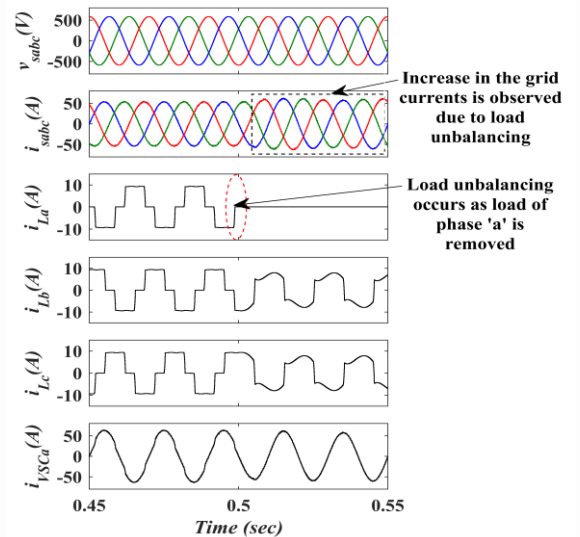 v_sabc(V)
500
0
-500
Increase in the grid
currents is observed
due to load
unbalancing
i_sabc(A)
50
0
-50
i_La(A)
10
0
-10
Load unbalancing
occurs as load of
phase 'a' is
removed
i_Lb(A)
10
0
-10
i_Lc(A)
10
0
-10
i_VSCa(A)
50
0
-50
0.45
0.5
0.55
Time (sec)